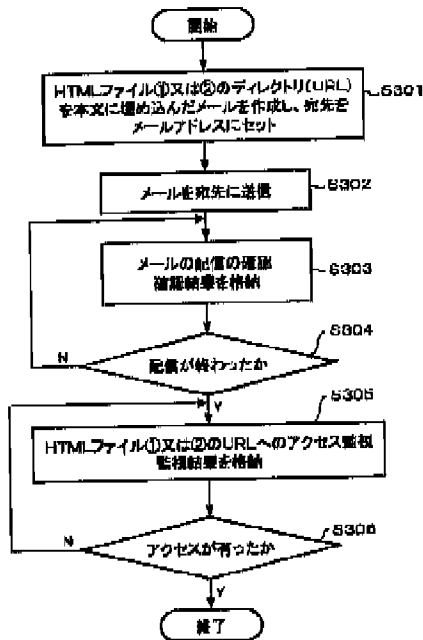 開始
HTMLファイル①又は②のディレクトリ(URL)
を本文に埋め込んだメールを作成し、宛先を
メールアドレスにセット
S301
メールを宛先に送信
S302
メールの配信の確認
確認結果を格納
S303
配信が終わったか
S304
N
Y
HTMLファイル①又は②のURLへのアクセス監視
監視結果を格納
S305
アクセスが有ったか
S306
N
Y
終了